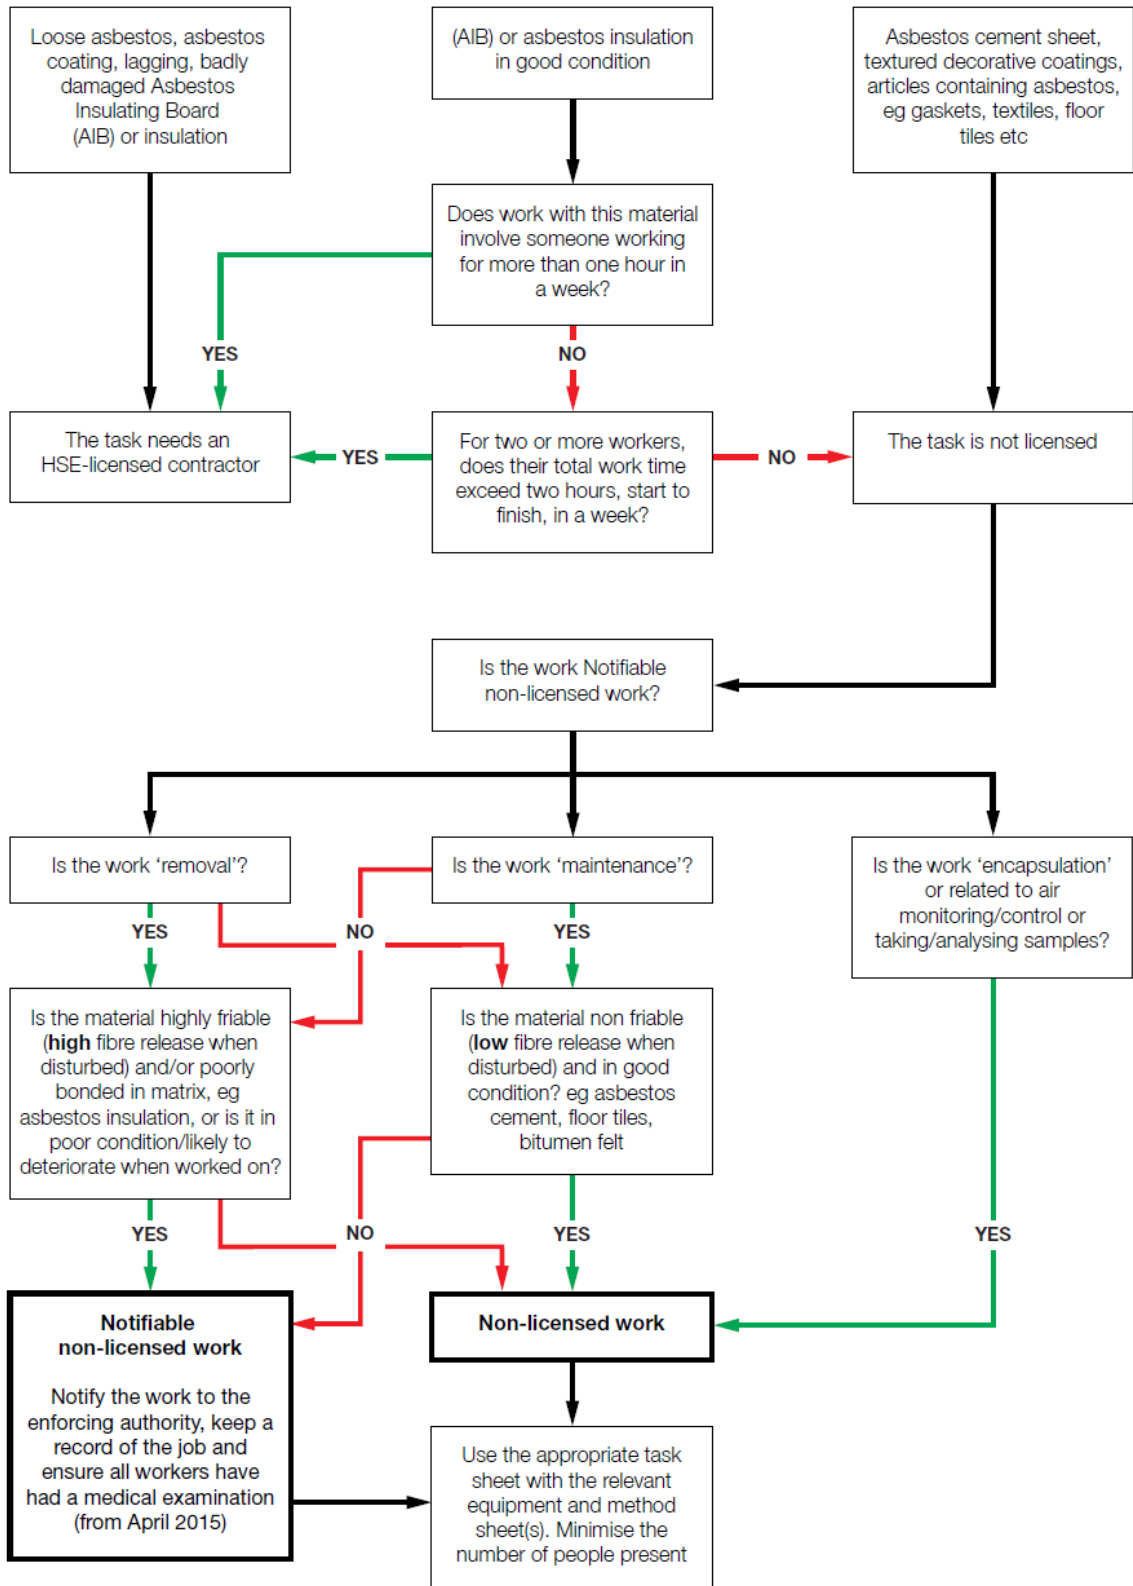 Loose asbestos, asbestos
coating, lagging, badly
damaged Asbestos
Insulating Board
(AIB) or insulation
(AIB) or asbestos insulation
in good condition
Asbestos cement sheet,
textured decorative coatings,
articles containing asbestos,
eg gaskets, textiles, floor
tiles etc
Does work with this material
involve someone working
for more than one hour in
a week?
YES
NO
The task needs an
HSE-licensed contractor
YES
For two or more workers,
does their total work time
exceed two hours, start to
finish, in a week?
NO
The task is not licensed
Is the work Notifiable
non-licensed work?
Is the work ‘removal’?
Is the work ‘maintenance’?
Is the work ‘encapsulation’
or related to air
monitoring/control or
taking/analysing samples?
YES
NO
YES
Is the material highly friable
(high fibre release when
disturbed) and/or poorly
bonded in matrix, eg
asbestos insulation, or is it in
poor condition/likely to
deteriorate when worked on?
Is the material non friable
(low fibre release when
disturbed) and in good
condition? eg asbestos
cement, floor tiles,
bitumen felt
YES
NO
YES
YES
Notifiable
non-licensed work
Notify the work to the
enforcing authority, keep a
record of the job and
ensure all workers have
had a medical examination
(from April 2015)
Non-licensed work
Use the appropriate task
sheet with the relevant
equipment and method
sheet(s). Minimise the
number of people present